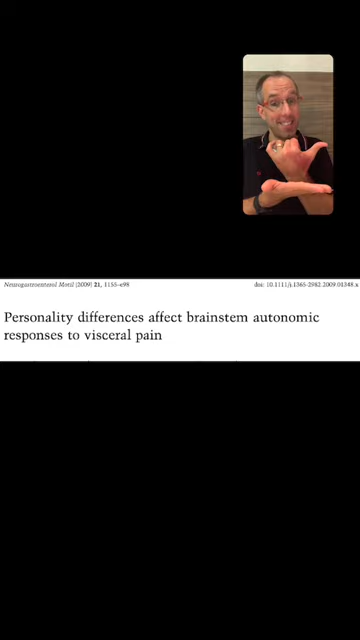 Neurogastroenterol Motil (2009) 21, 1155–e98
doi: 10.1111/j.1365-2982.2009.01348.x
Personality differences affect brainstem autonomic
responses to visceral pain